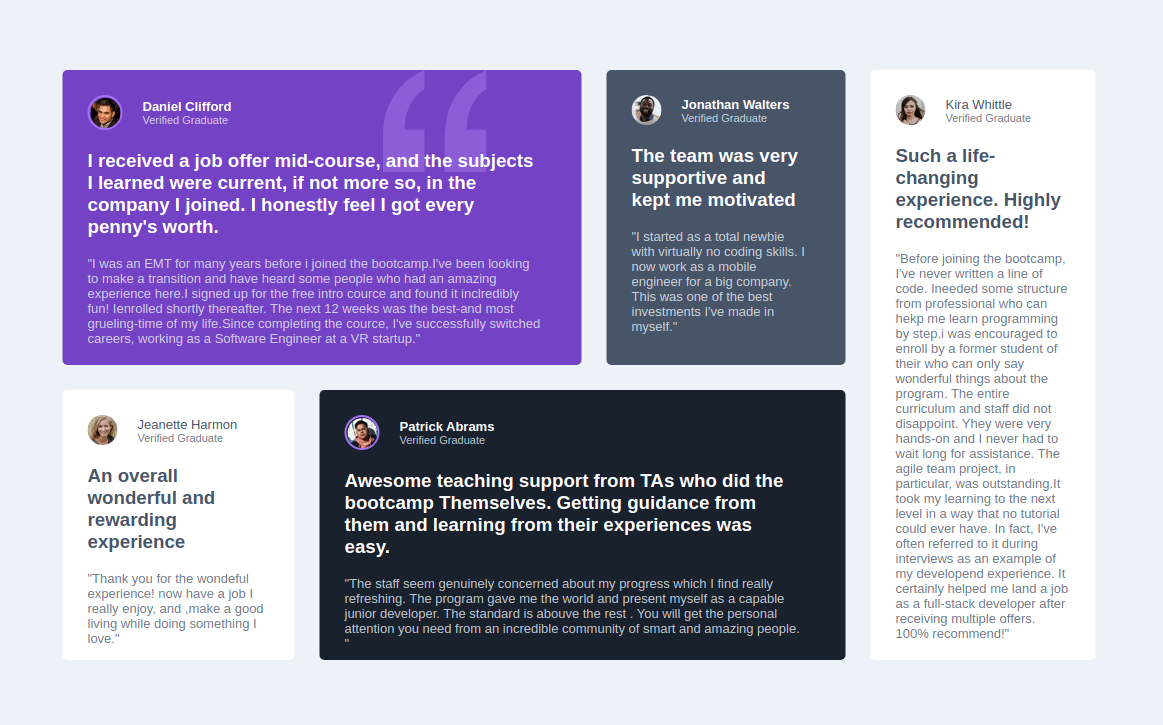 Daniel Clifford
Verified Graduate
I received a job offer mid-course, and the subjects
I learned were current, if not more so, in the
company I joined. I honestly feel I got every
penny's worth.
"I was an EMT for many years before i joined the bootcamp.I've been looking
to make a transition and have heard some people who had an amazing
experience here.I signed up for the free intro cource and found it inclredibly
fun! Ienrolled shortly thereafter. The next 12 weeks was the best-and most
grueling-time of my life.Since completing the cource, I've successfully switched
careers, working as a Software Engineer at a VR startup."
Jonathan Walters
Verified Graduate
The team was very
supportive and
kept me motivated
"I started as a total newbie
with virtually no coding skills. I
now work as a mobile
engineer for a big company.
This was one of the best
investments I've made in
myself."
Kira Whittle
Verified Graduate
Such a life-
changing
experience. Highly
recommended!
"Before joining the bootcamp,
I've never written a line of
code. Ineeded some structure
from professional who can
hekp me learn programming
by step.i was encouraged to
enroll by a former student of
their who can only say
wonderful things about the
program. The entire
curriculum and staff did not
disappoint. Yhey were very
hands-on and I never had to
wait long for assistance. The
agile team project, in
particular, was outstanding.It
took my learning to the next
level in a way that no tutorial
could ever have. In fact, I've
often referred to it during
interviews as an example of
my developend experience. It
certainly helped me land a job
as a full-stack developer after
receiving multiple offers.
100% recommend!"
Jeanette Harmon
Verified Graduate
An overall
wonderful and
rewarding
experience
"Thank you for the wondeful
experience! now have a job I
really enjoy, and ,make a good
living while doing something I
love."
Patrick Abrams
Verified Graduate
Awesome teaching support from TAs who did the
bootcamp Themselves. Getting guidance from
them and learning from their experiences was
easy.
"The staff seem genuinely concerned about my progress which I find really
refreshing. The program gave me the world and present myself as a capable
junior developer. The standard is abouve the rest . You will get the personal
attention you need from an incredible community of smart and amazing people.
"